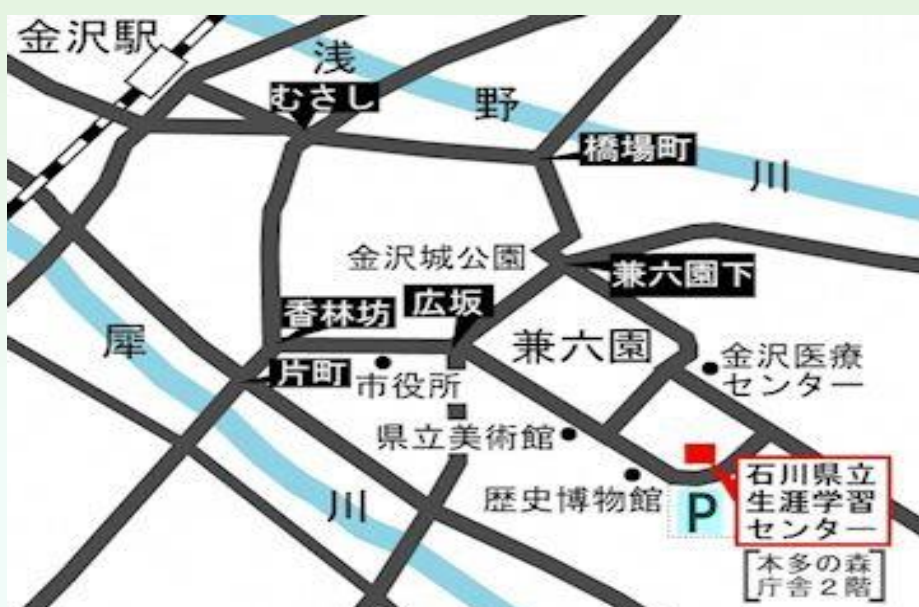 金沢駅
浅野川
むさし
橋場町
金沢城公園
兼六園下
香林坊
広坂
兼六園
金沢医療
センター
犀川
片町
市役所
県立美術館
歴史博物館
P
石川県立
生涯学習
センター
本多の森
庁舎2階